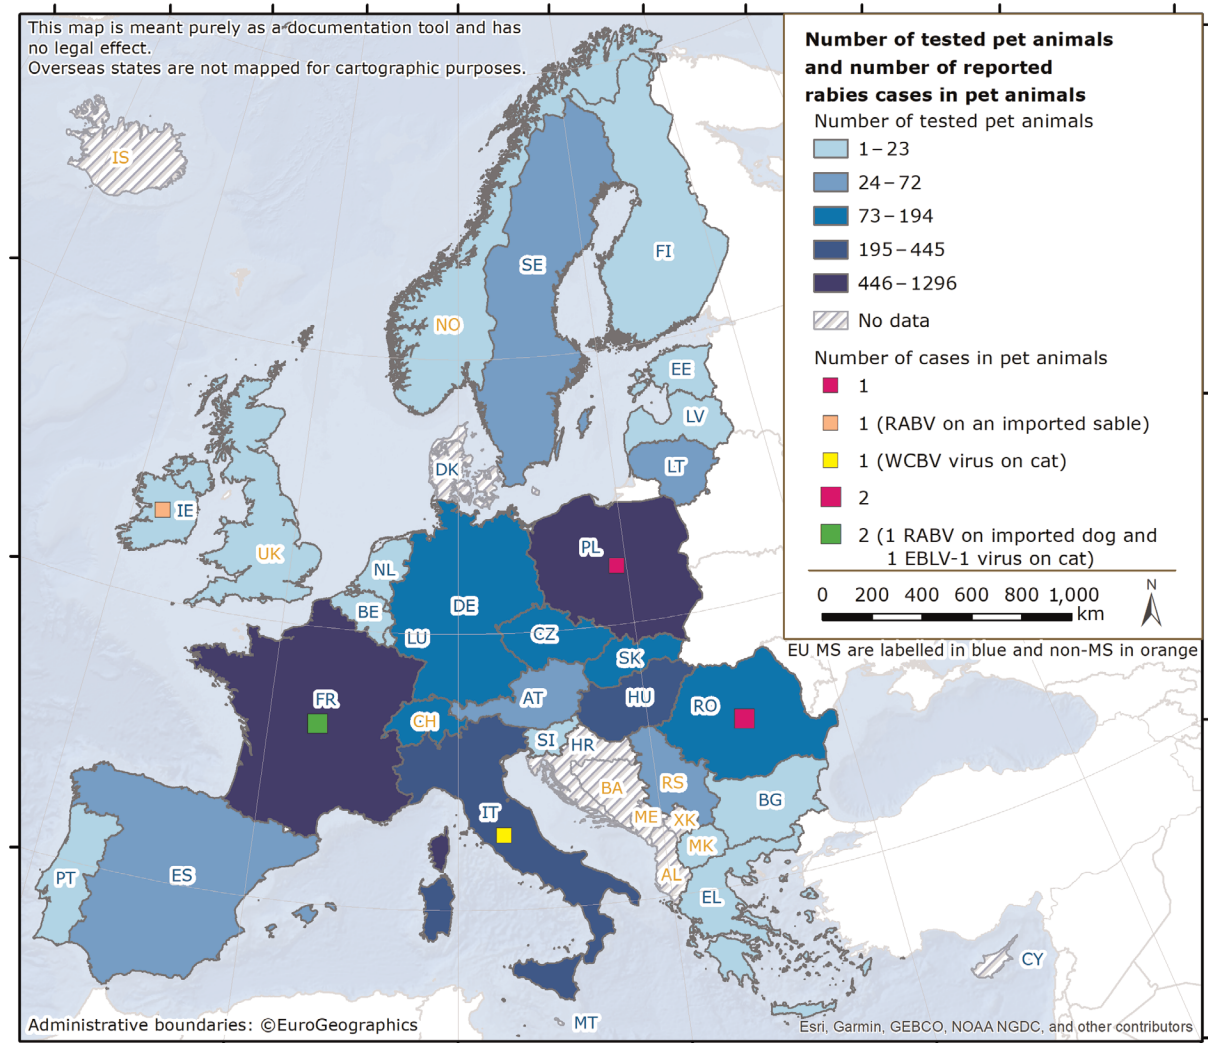 This map is meant purely as a documentation tool and has
no legal effect.
Overseas states are not mapped for cartographic purposes.
Number of tested pet animals
and number of reported
rabies cases in pet animals
Number of tested pet animals
1–23
24–72
73–194
195–445
446–1296
No data
Number of cases in pet animals
1
1 (RABV on an imported sable)
1 (WCBV virus on cat)
2
2 (1 RABV on imported dog and
1 EBLV-1 virus on cat)
0 200 400 600 800 1,000
km
N
EU MS are labelled in blue and non-MS in orange
IS
SE
FI
NO
EE
LV
DK
LT
IE
UK
PL
NL
BE
DE
LU
CZ
SK
FR
AT
HU
RO
CH
SI
HR
RS
BA
BG
IT
ME
XK
MK
ES
PT
AL
EL
CY
MT
Administrative boundaries: ©EuroGeographics
Esri, Garmin, GEBCO, NOAA NGDC, and other contributors